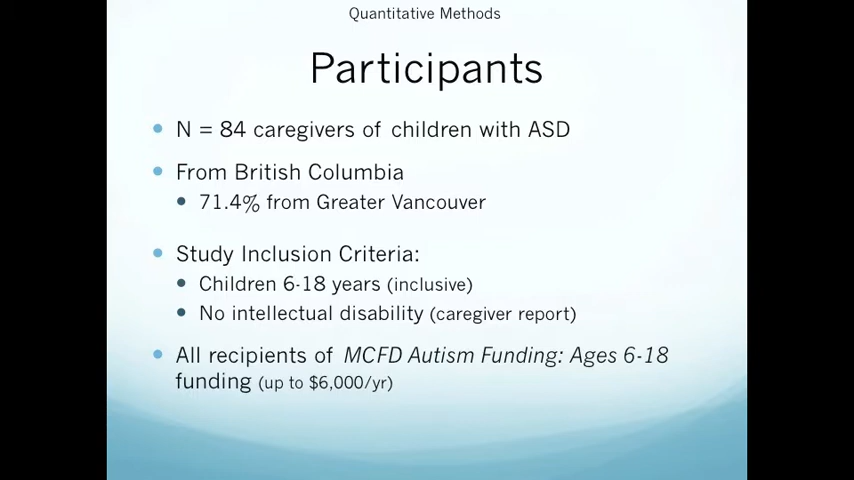 Quantitative Methods
Participants
• N = 84 caregivers of children with ASD
• From British Columbia
• 71.4% from Greater Vancouver
• Study Inclusion Criteria:
• Children 6-18 years (inclusive)
• No intellectual disability (caregiver report)
• All recipients of MCFD Autism Funding: Ages 6-18
funding (up to $6,000/yr)